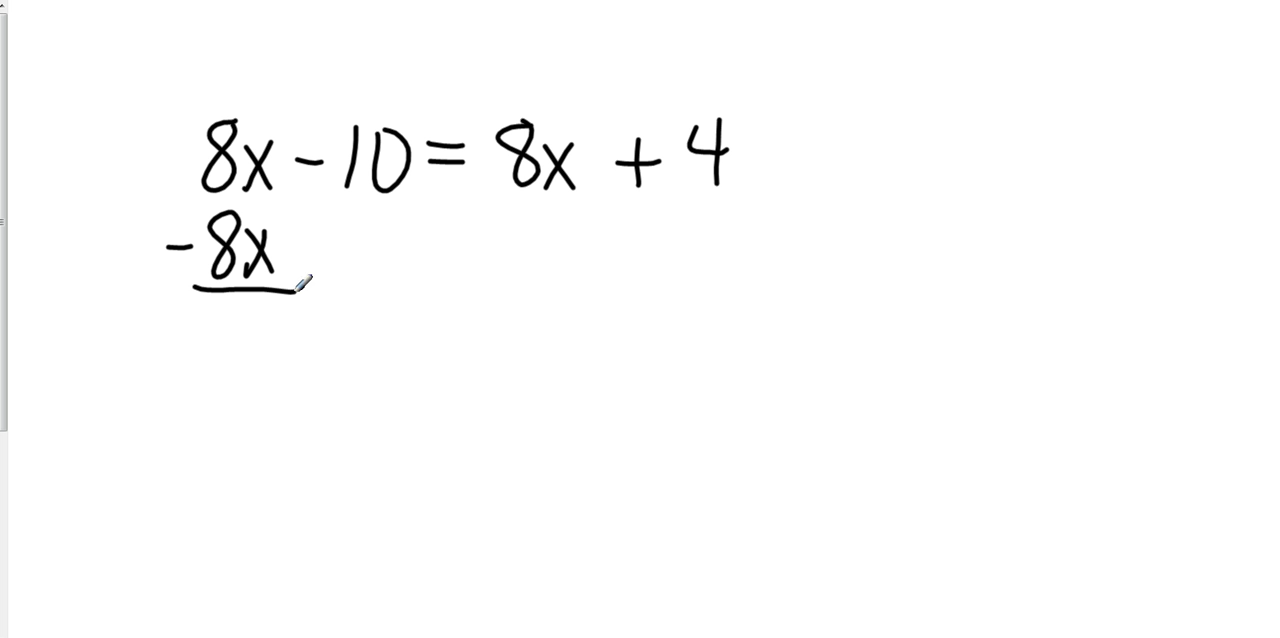 8x - 10 = 8x + 4
- 8x